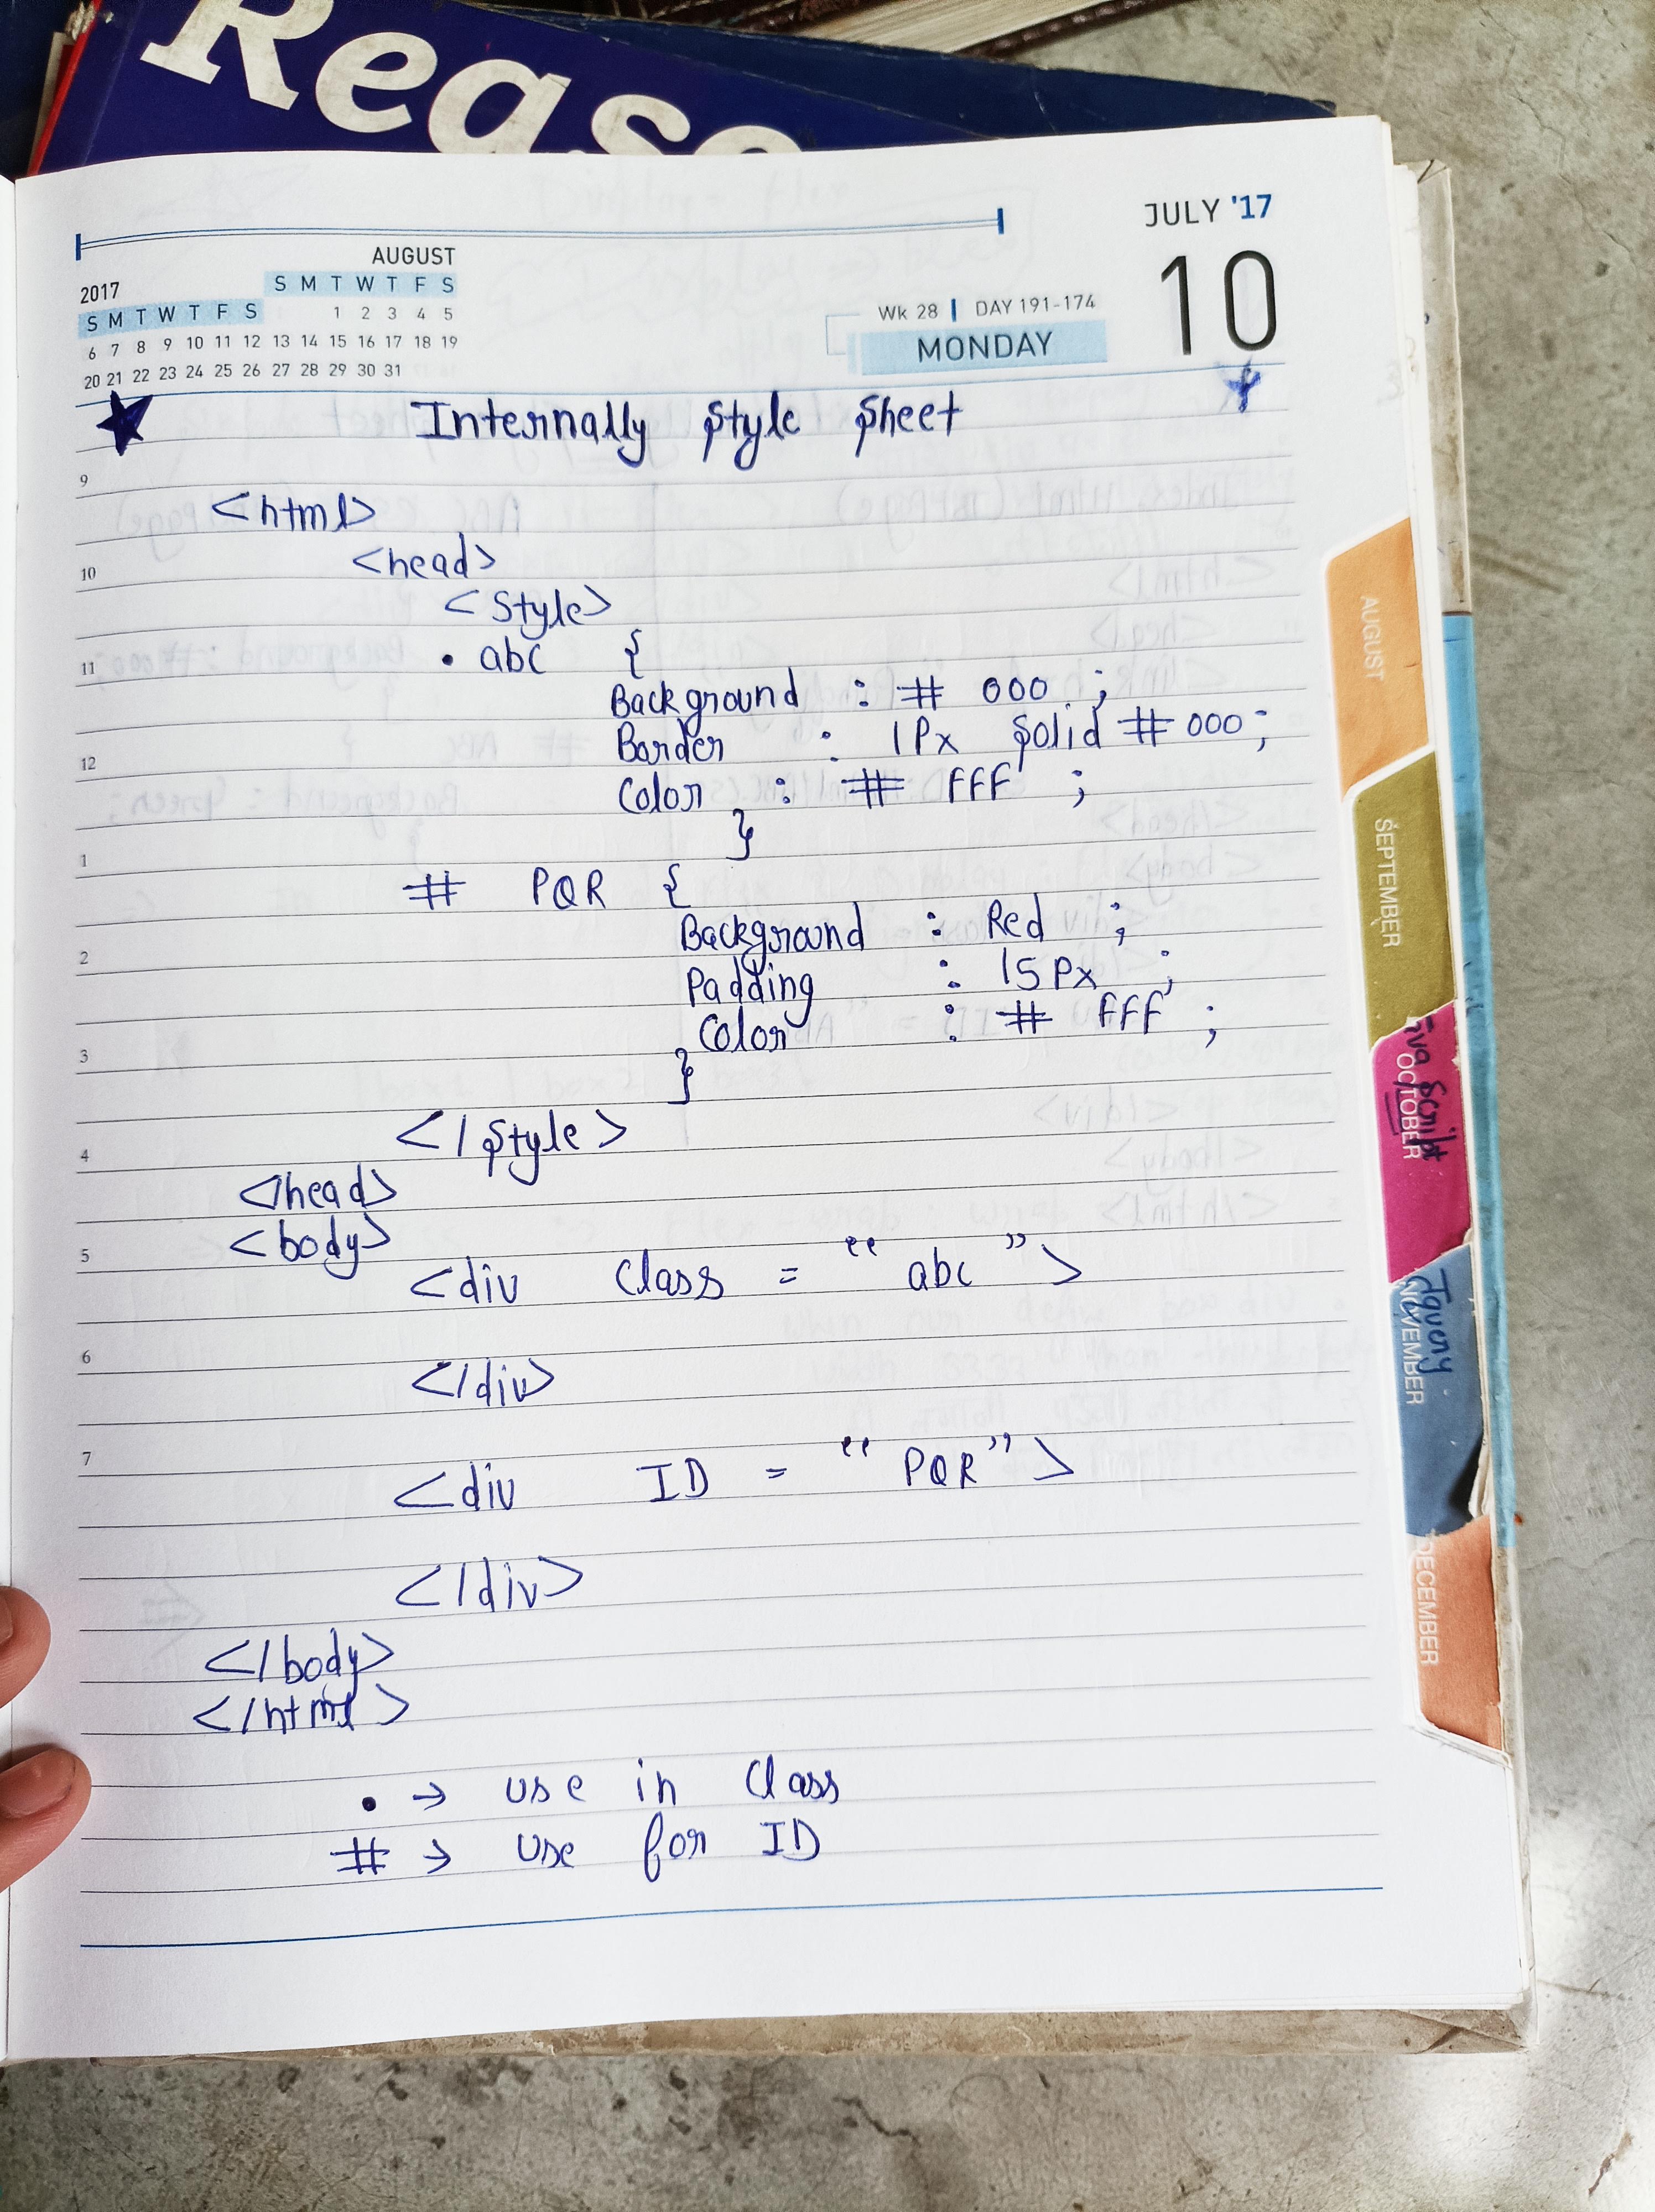 Reaso
JULY '17
10
AUGUST
2017
S M T W T F S
S M T W T F S
1 2 3 4 5
6 7 8 9 10 11 12 13 14 15 16 17 18 19
20 21 22 23 24 25 26 27 28 29 30 31
Wk 28 | DAY 191-174
MONDAY
Internally Style Sheet
9
<html>
<head>
10
<Style>
11
. abc {
Background : # 000 ;
Border : 1Px Solid # 000 ;
12
Color : # FFF ;
}
1
# PQR {
Background : Red ;
2
Padding : 15 Px ;
Color : # FFF ;
3
}
</Style>
4
</head>
<body>
5
<div Class = "abc">
6
</div>
7
<div ID = "PQR">
</div>
</body>
</html>
. → use in Class
# → use for ID
AUGUST
SEPTEMBER
OCTOBER
Script
NOVEMBER
Jquery
DECEMBER